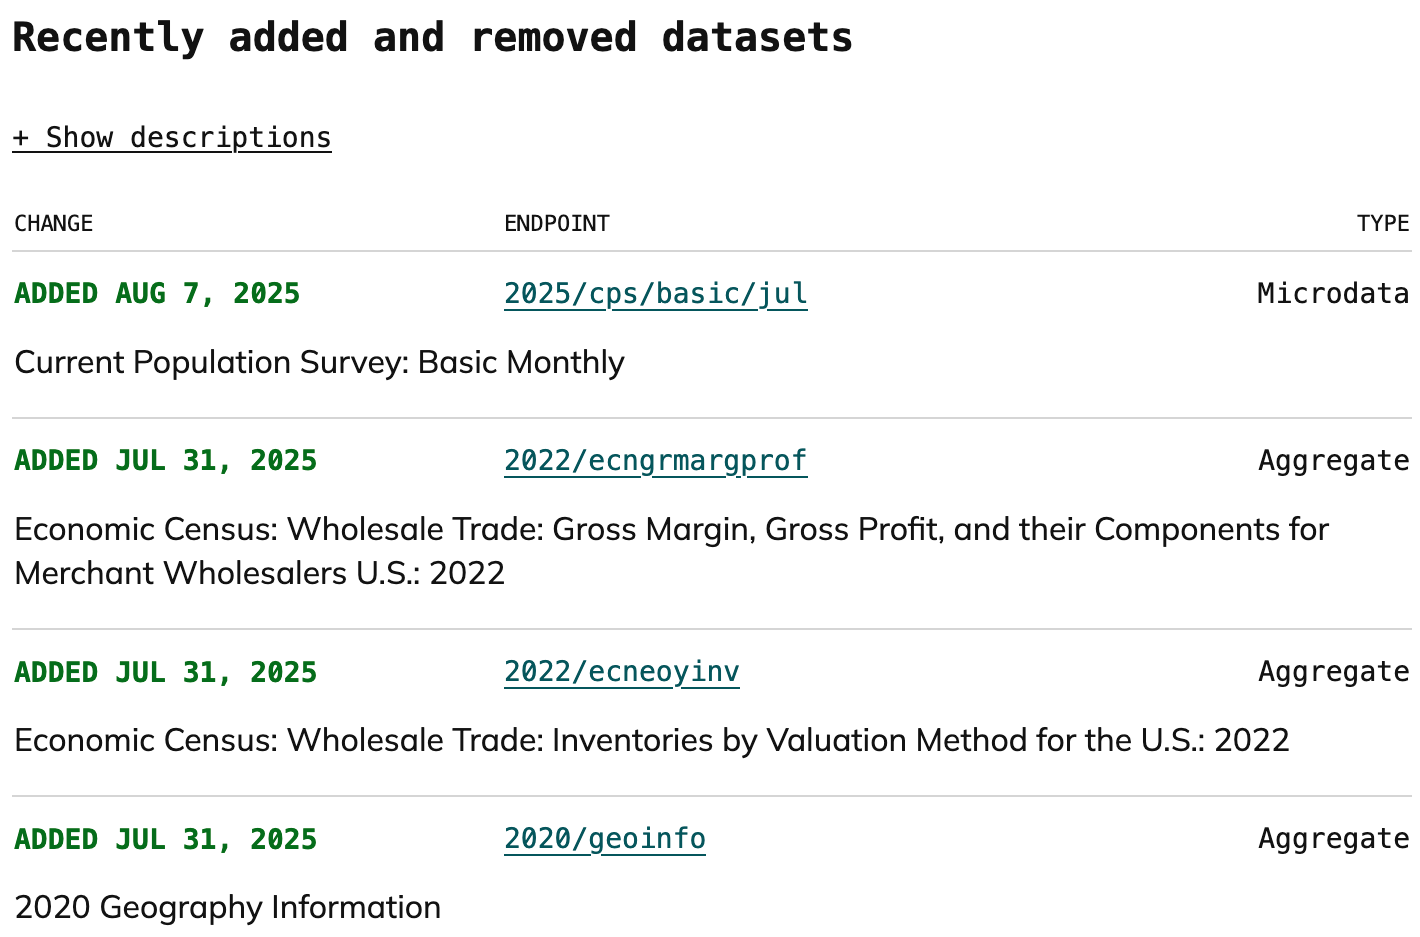 Recently added and removed datasets
+ Show descriptions
CHANGE ENDPOINT TYPE
ADDED AUG 7, 2025 2025/cps/basic/jul Microdata
Current Population Survey: Basic Monthly
ADDED JUL 31, 2025 2022/ecngrmargprof Aggregate
Economic Census: Wholesale Trade: Gross Margin, Gross Profit, and their Components for
Merchant Wholesalers U.S.: 2022
ADDED JUL 31, 2025 2022/ecneoyinv Aggregate
Economic Census: Wholesale Trade: Inventories by Valuation Method for the U.S.: 2022
ADDED JUL 31, 2025 2020/geoinfo Aggregate
2020 Geography Information